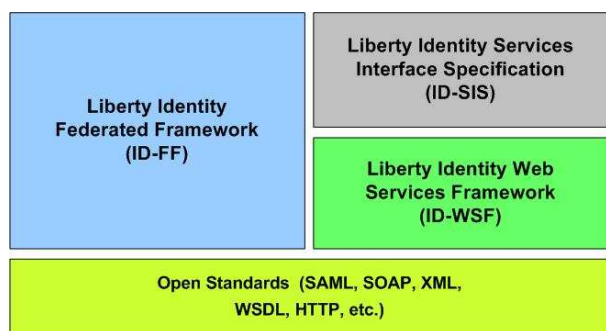 Liberty Identity
Federated Framework
(ID-FF)
Liberty Identity Services
Interface Specification
(ID-SIS)
Liberty Identity Web
Services Framework
(ID-WSF)
Open Standards (SAML, SOAP, XML,
WSDL, HTTP, etc.)